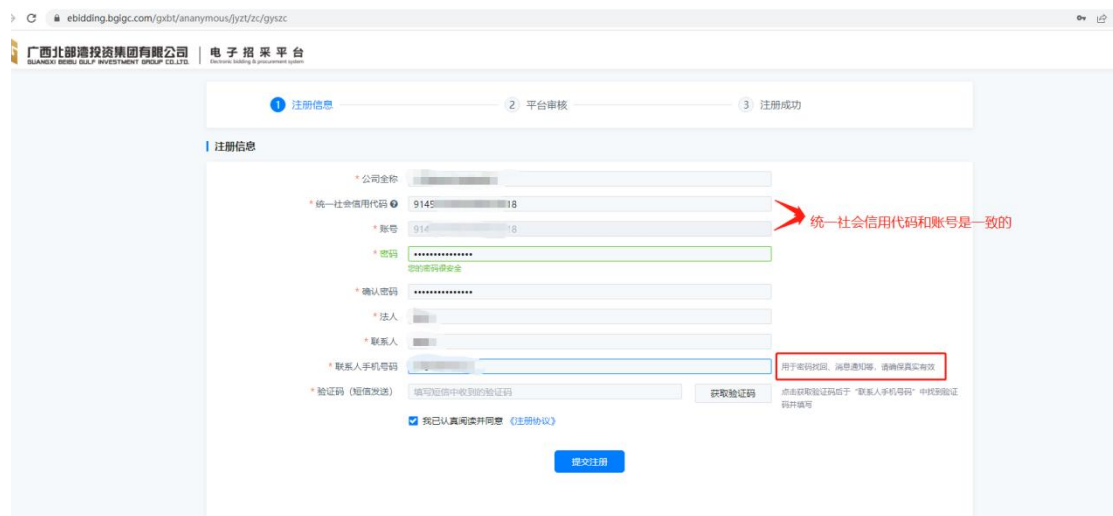 ebidding.bgigc.com/gxbt/ananymous/jyzt/zc/gyszc
广西北部湾投资集团有限公司
GUANGXI BEIBU GULF INVESTMENT GROUP CO.,LTD.
电子招采平台
Electronic bidding & procurement system
1 注册信息
2 平台审核
3 注册成功
注册信息
* 公司全称
* 统一社会信用代码 9145 18
统一社会信用代码和账号是一致的
* 账号 914 18
* 密码 •••••••••••••••
您的密码很安全
* 确认密码 •••••••••••••••
* 法人
* 联系人
* 联系人手机号码
用于密码找回、消息通知等、请确保真实有效
* 验证码（短信发送） 填写短信中收到的验证码 获取验证码
点击获取验证码后于“联系人手机号码”中找到验证
码并填写
我已认真阅读并同意《注册协议》
提交注册